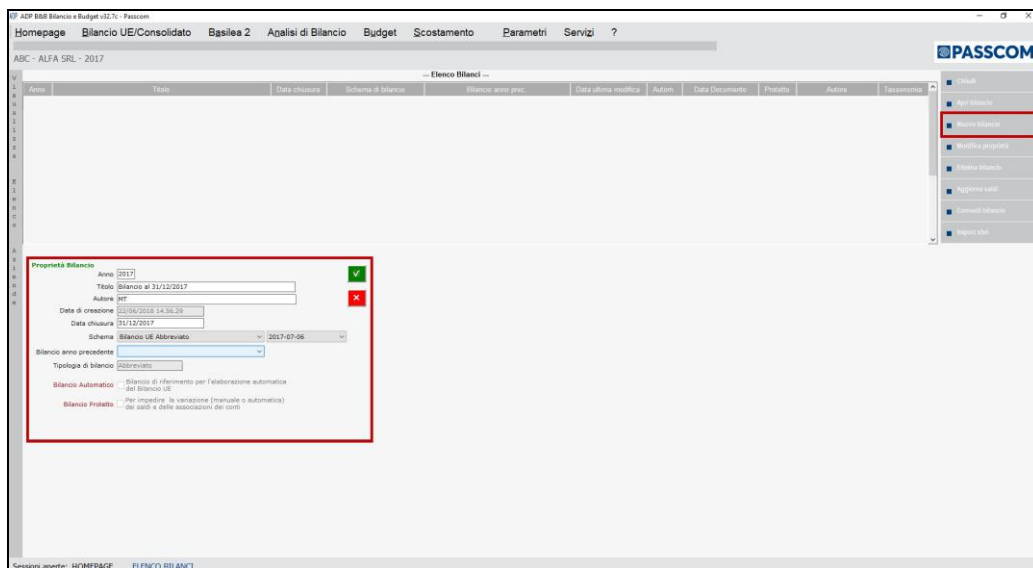 ADP B&B Bilancio e Budget v32.7c - Passcom
Homepage Bilancio UE/Consolidato Basilea 2 Analisi di Bilancio Budget Scostamento Parametri Servizi ?
PASSCOM
ABC - ALFA SRL - 2017
--- Elenco Bilanci ---
Anno Titolo Data chiusura Schema di bilancio Bilancio anno prec. Data ultima modifica Autom. Data Documento Protetto Autore Tassonomia
Chiudi
Apri bilancio
Nuovo bilancio
Modifica proprietà
Elimina bilancio
Aggiorna saldi
Converti bilancio
Import xbrl
Visualizza Elenco Aziende
Proprietà Bilancio
Anno 2017
Titolo Bilancio al 31/12/2017
Autore MT
Data di creazione 22/06/2018 14.56.29
Data chiusura 31/12/2017
Schema Bilancio UE Abbreviato 2017-07-06
Bilancio anno precedente
Tipologia di bilancio Abbreviato
Bilancio Automatico Bilancio di riferimento per l'elaborazione automatica
del Bilancio UE
Bilancio Protetto Per impedire la variazione (manuale o automatica)
dei saldi e delle associazioni dei conti
Sessioni aperte: HOMEPAGE ELENCO BILANCI